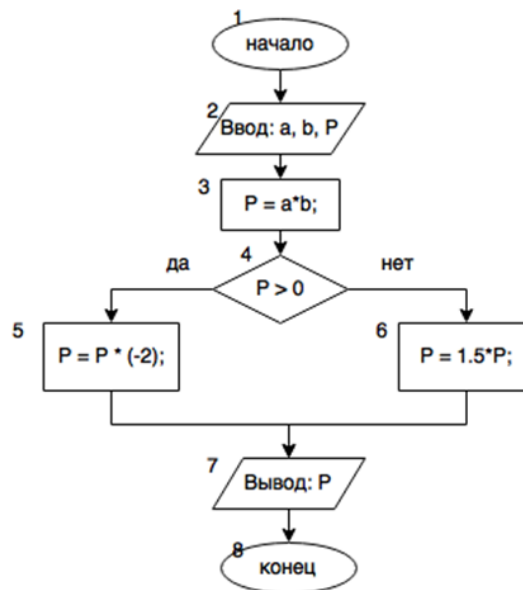 1
начало
2
Ввод: a, b, P
3
P = a*b;
4
да
нет
P > 0
5
P = P * (-2);
6
P = 1.5*P;
7
Вывод: P
8
конец